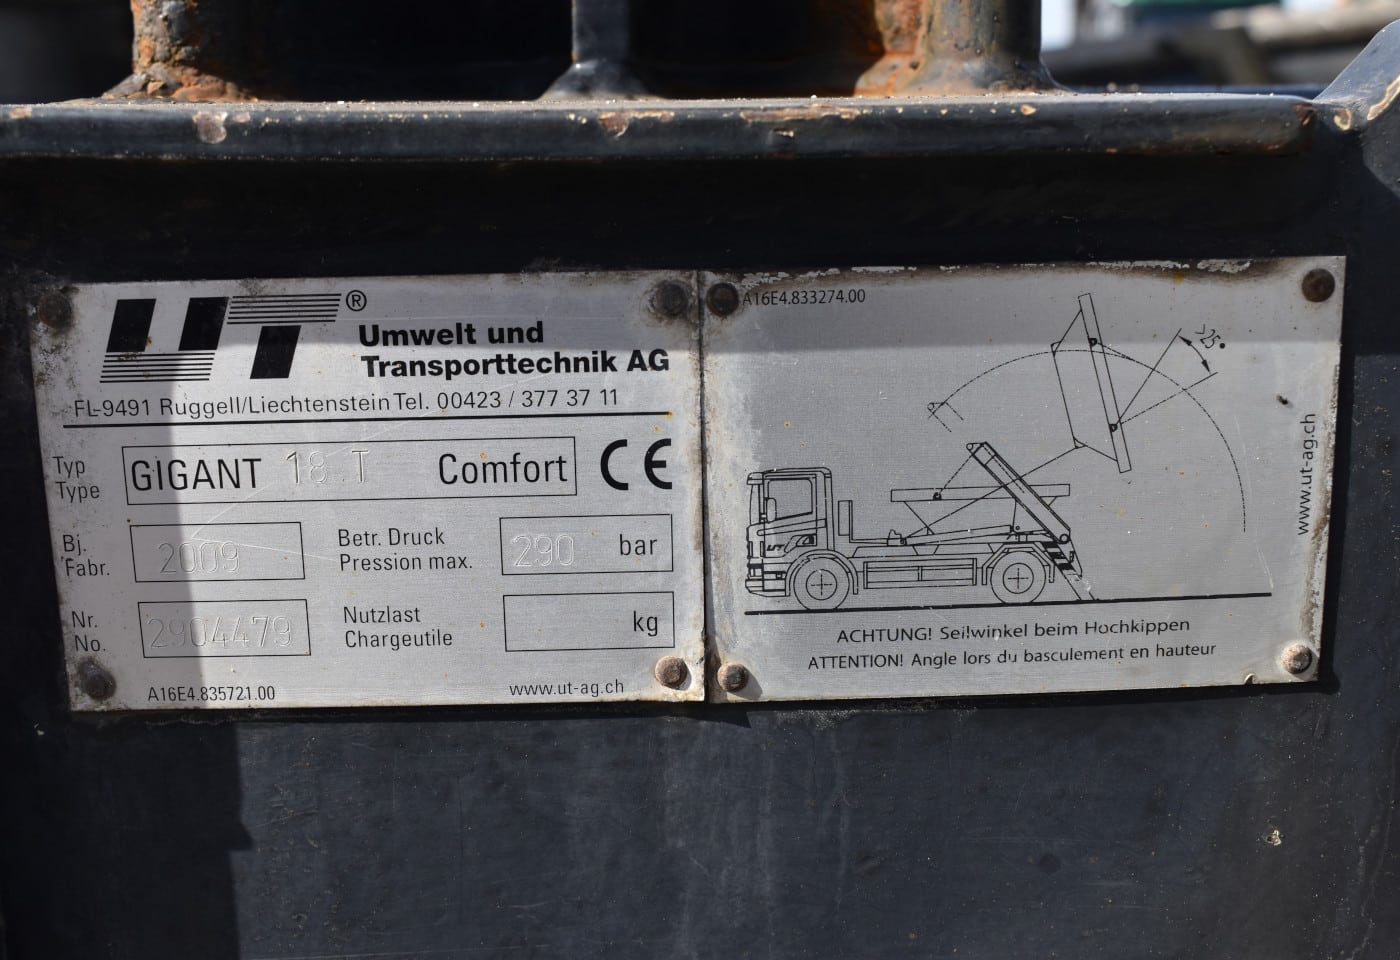 UT®
Umwelt und
Transporttechnik AG
FL-9491 Ruggell/Liechtenstein Tel. 00423 / 377 37 11
Typ
Type
GIGANT 18.T Comfort
CE
Bj.
Fabr.
2009
Betr. Druck
Pression max.
290 bar
Nr.
No.
2904479
Nutzlast
Chargeutile
kg
A16E4.835721.00
www.ut-ag.ch
A16E4.833274.00
>25°
UT
www.ut-ag.ch
ACHTUNG! Seilwinkel beim Hochkippen
ATTENTION! Angle lors du basculement en hauteur